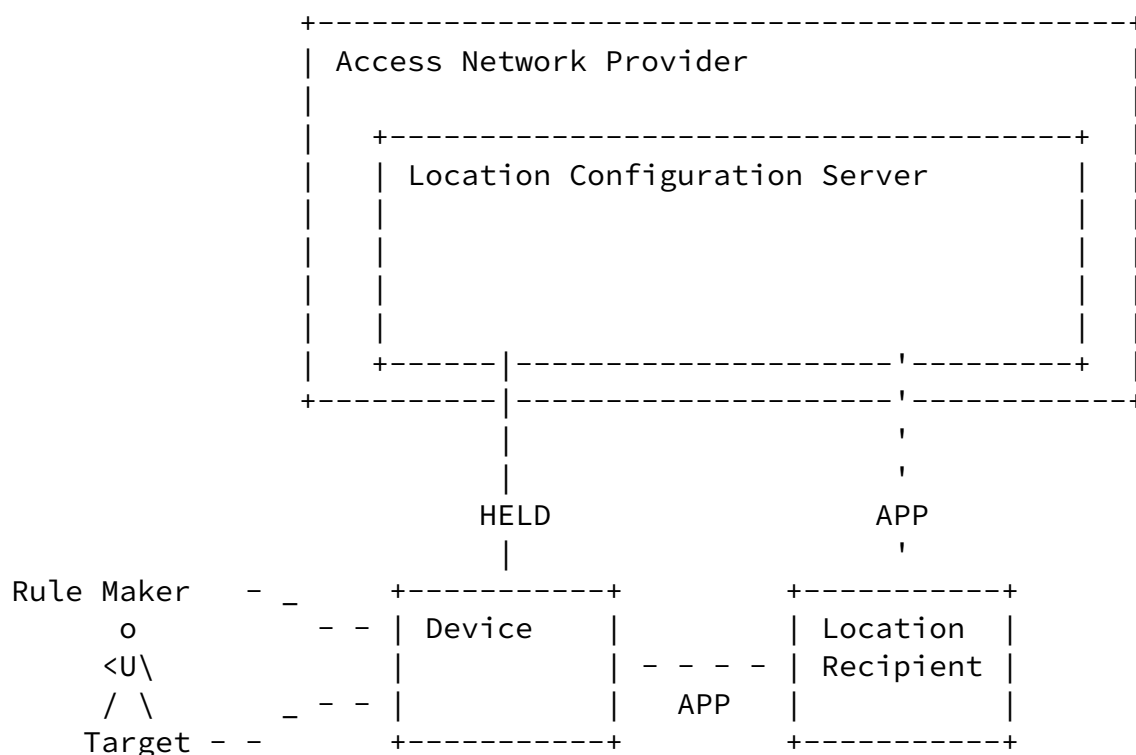 Access Network Provider
Location Configuration Server
HELD APP
Rule Maker
Device Location
Recipient
APP
Target